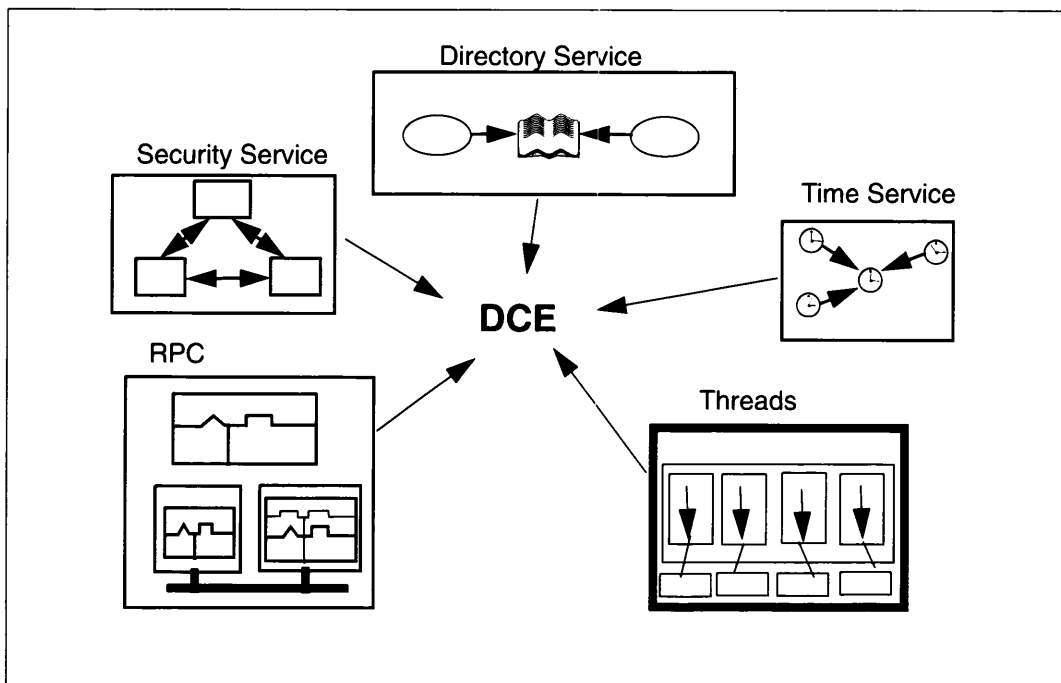 Directory Service
Security Service
Time Service
DCE
RPC
Threads